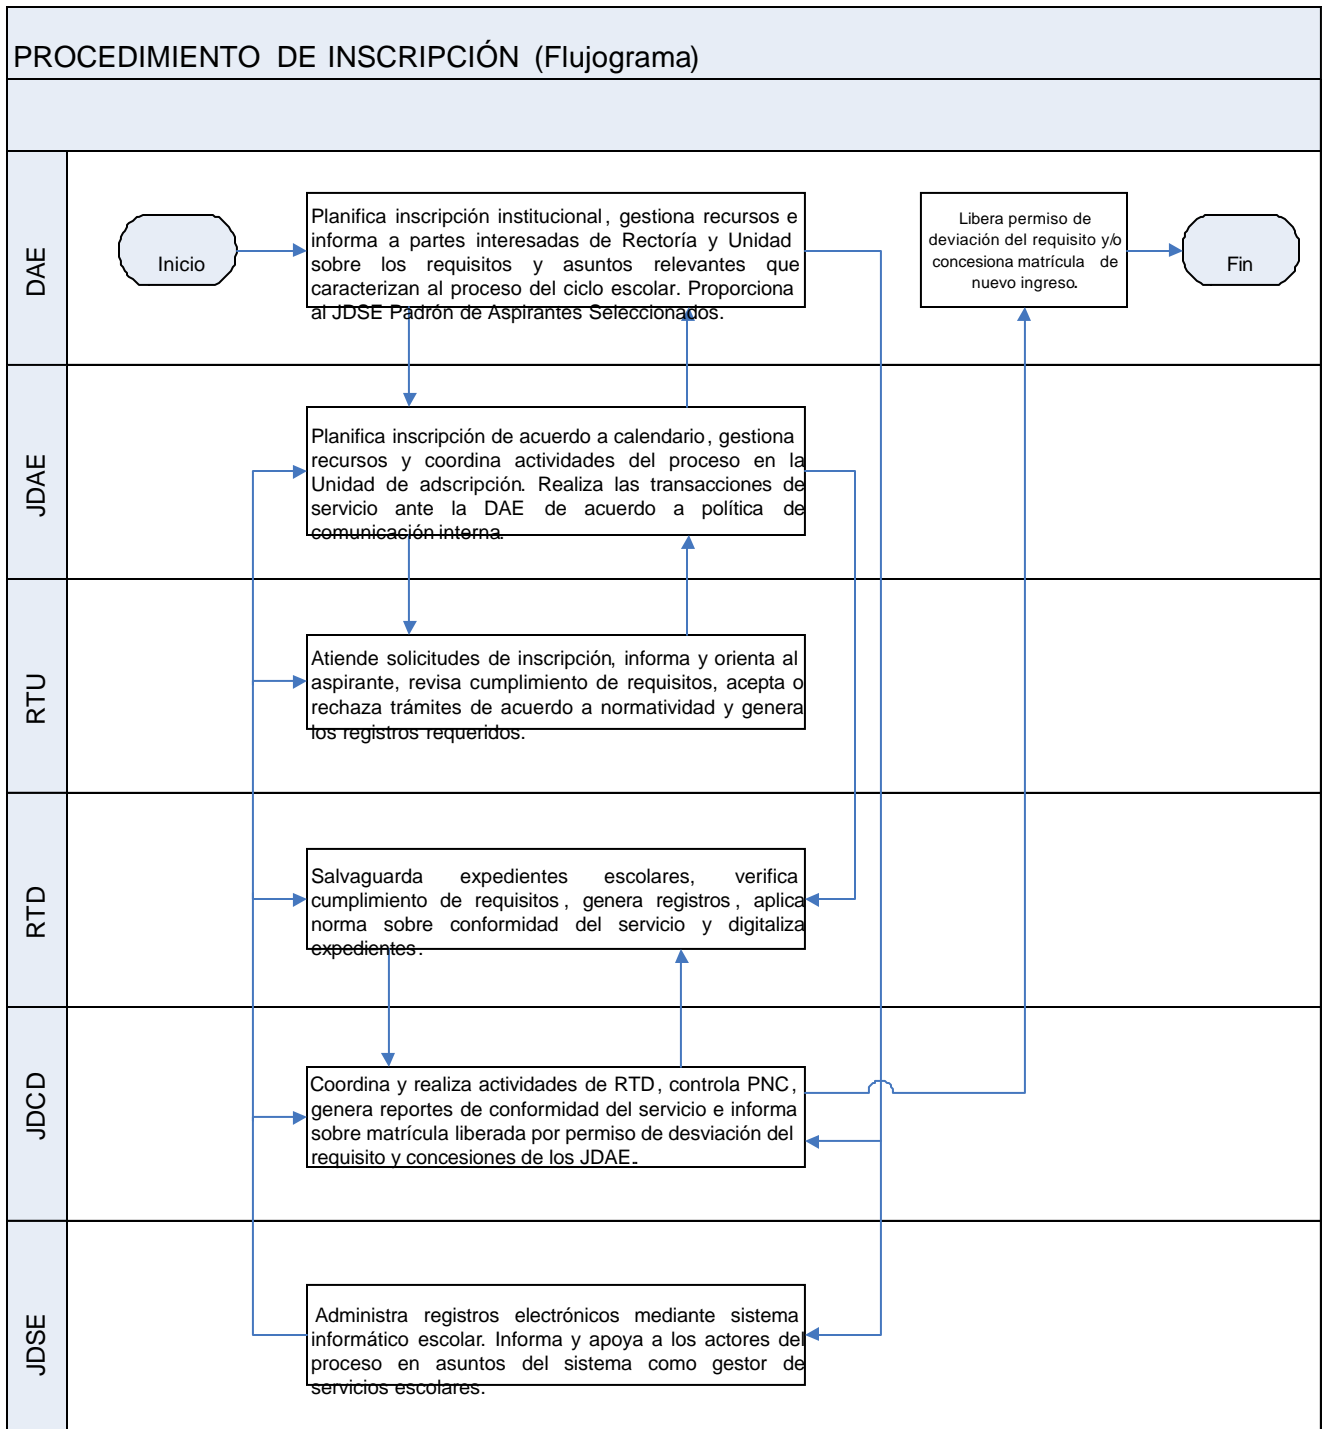 PROCEDIMIENTO DE INSCRIPCIÓN (Flujograma)
DAE
Inicio
Planifica inscripción institucional, gestiona recursos e
informa a partes interesadas de Rectoría y Unidad
sobre los requisitos y asuntos relevantes que
caracterizan al proceso del ciclo escolar. Proporciona
al JDSE Padrón de Aspirantes Seleccionados.
Libera permiso de
deviación del requisito y/o
concesiona matrícula de
nuevo ingreso.
Fin
JDAE
Planifica inscripción de acuerdo a calendario, gestiona
recursos y coordina actividades del proceso en la
Unidad de adscripción. Realiza las transacciones de
servicio ante la DAE de acuerdo a política de
comunicación interna.
RTU
Atiende solicitudes de inscripción, informa y orienta al
aspirante, revisa cumplimiento de requisitos, acepta o
rechaza trámites de acuerdo a normatividad y genera
los registros requeridos.
RTD
Salvaguarda expedientes escolares, verifica
cumplimiento de requisitos, genera registros, aplica
norma sobre conformidad del servicio y digitaliza
expedientes.
JDCD
Coordina y realiza actividades de RTD, controla PNC,
genera reportes de conformidad del servicio e informa
sobre matrícula liberada por permiso de desviación del
requisito y concesiones de los JDAE..
JDSE
Administra registros electrónicos mediante sistema
informático escolar. Informa y apoya a los actores del
proceso en asuntos del sistema como gestor de
servicios escolares.